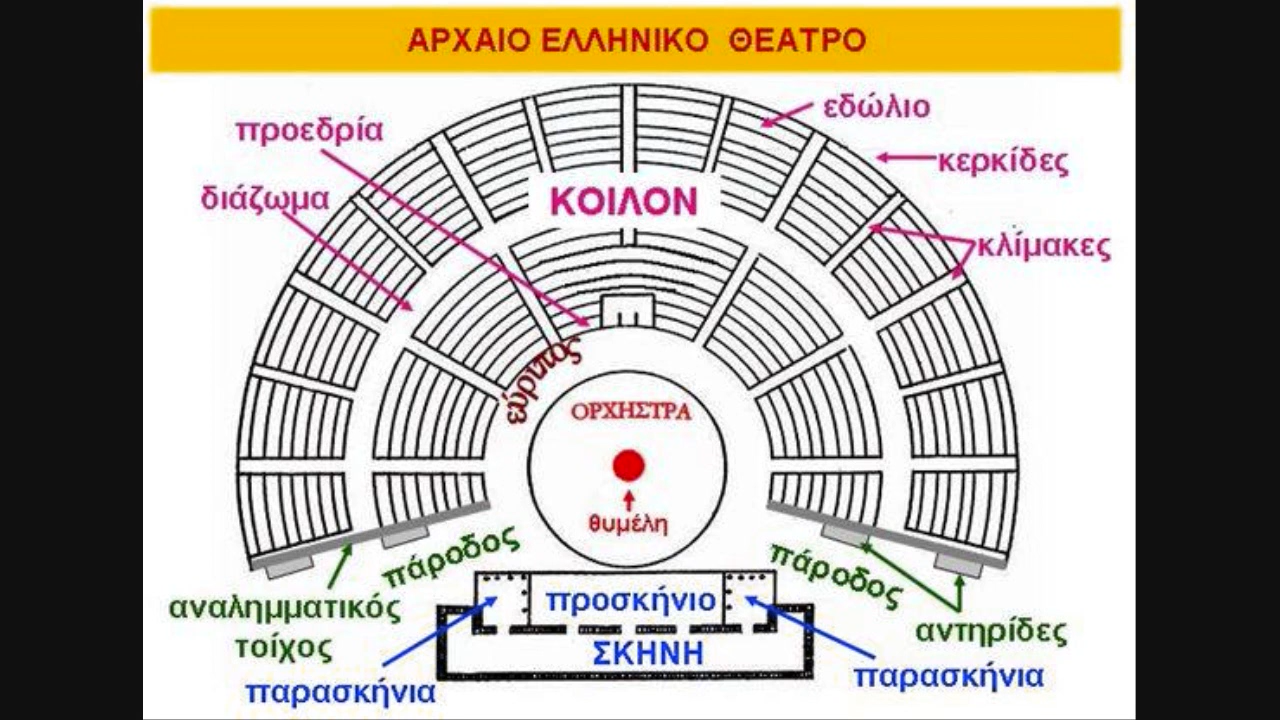 ΑΡΧΑΙΟ ΕΛΛΗΝΙΚΟ ΘΕΑΤΡΟ
εδώλιο
προεδρία
κερκίδες
διάζωμα
ΚΟΙΛΟΝ
κλίμακες
εύριπος
ΟΡΧΗΣΤΡΑ
θυμέλη
πάροδος
πάροδος
αναλημματικός
τοίχος
προσκήνιο
αντηρίδες
ΣΚΗΝΗ
παρασκήνια
παρασκήνια